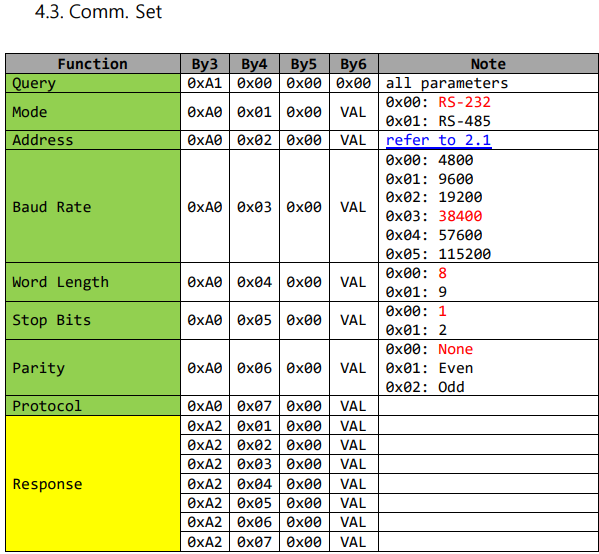 4.3. Comm. Set
Function By3 By4 By5 By6 Note
Query 0xA1 0x00 0x00 0x00 all parameters
Mode 0xA0 0x01 0x00 VAL 0x00: RS-232
0x01: RS-485
Address 0xA0 0x02 0x00 VAL refer to 2.1
Baud Rate 0xA0 0x03 0x00 VAL 0x00: 4800
0x01: 9600
0x02: 19200
0x03: 38400
0x04: 57600
0x05: 115200
Word Length 0xA0 0x04 0x00 VAL 0x00: 8
0x01: 9
Stop Bits 0xA0 0x05 0x00 VAL 0x00: 1
0x01: 2
Parity 0xA0 0x06 0x00 VAL 0x00: None
0x01: Even
0x02: Odd
Protocol 0xA0 0x07 0x00 VAL
Response 0xA2 0x01 0x00 VAL
0xA2 0x02 0x00 VAL
0xA2 0x03 0x00 VAL
0xA2 0x04 0x00 VAL
0xA2 0x05 0x00 VAL
0xA2 0x06 0x00 VAL
0xA2 0x07 0x00 VAL